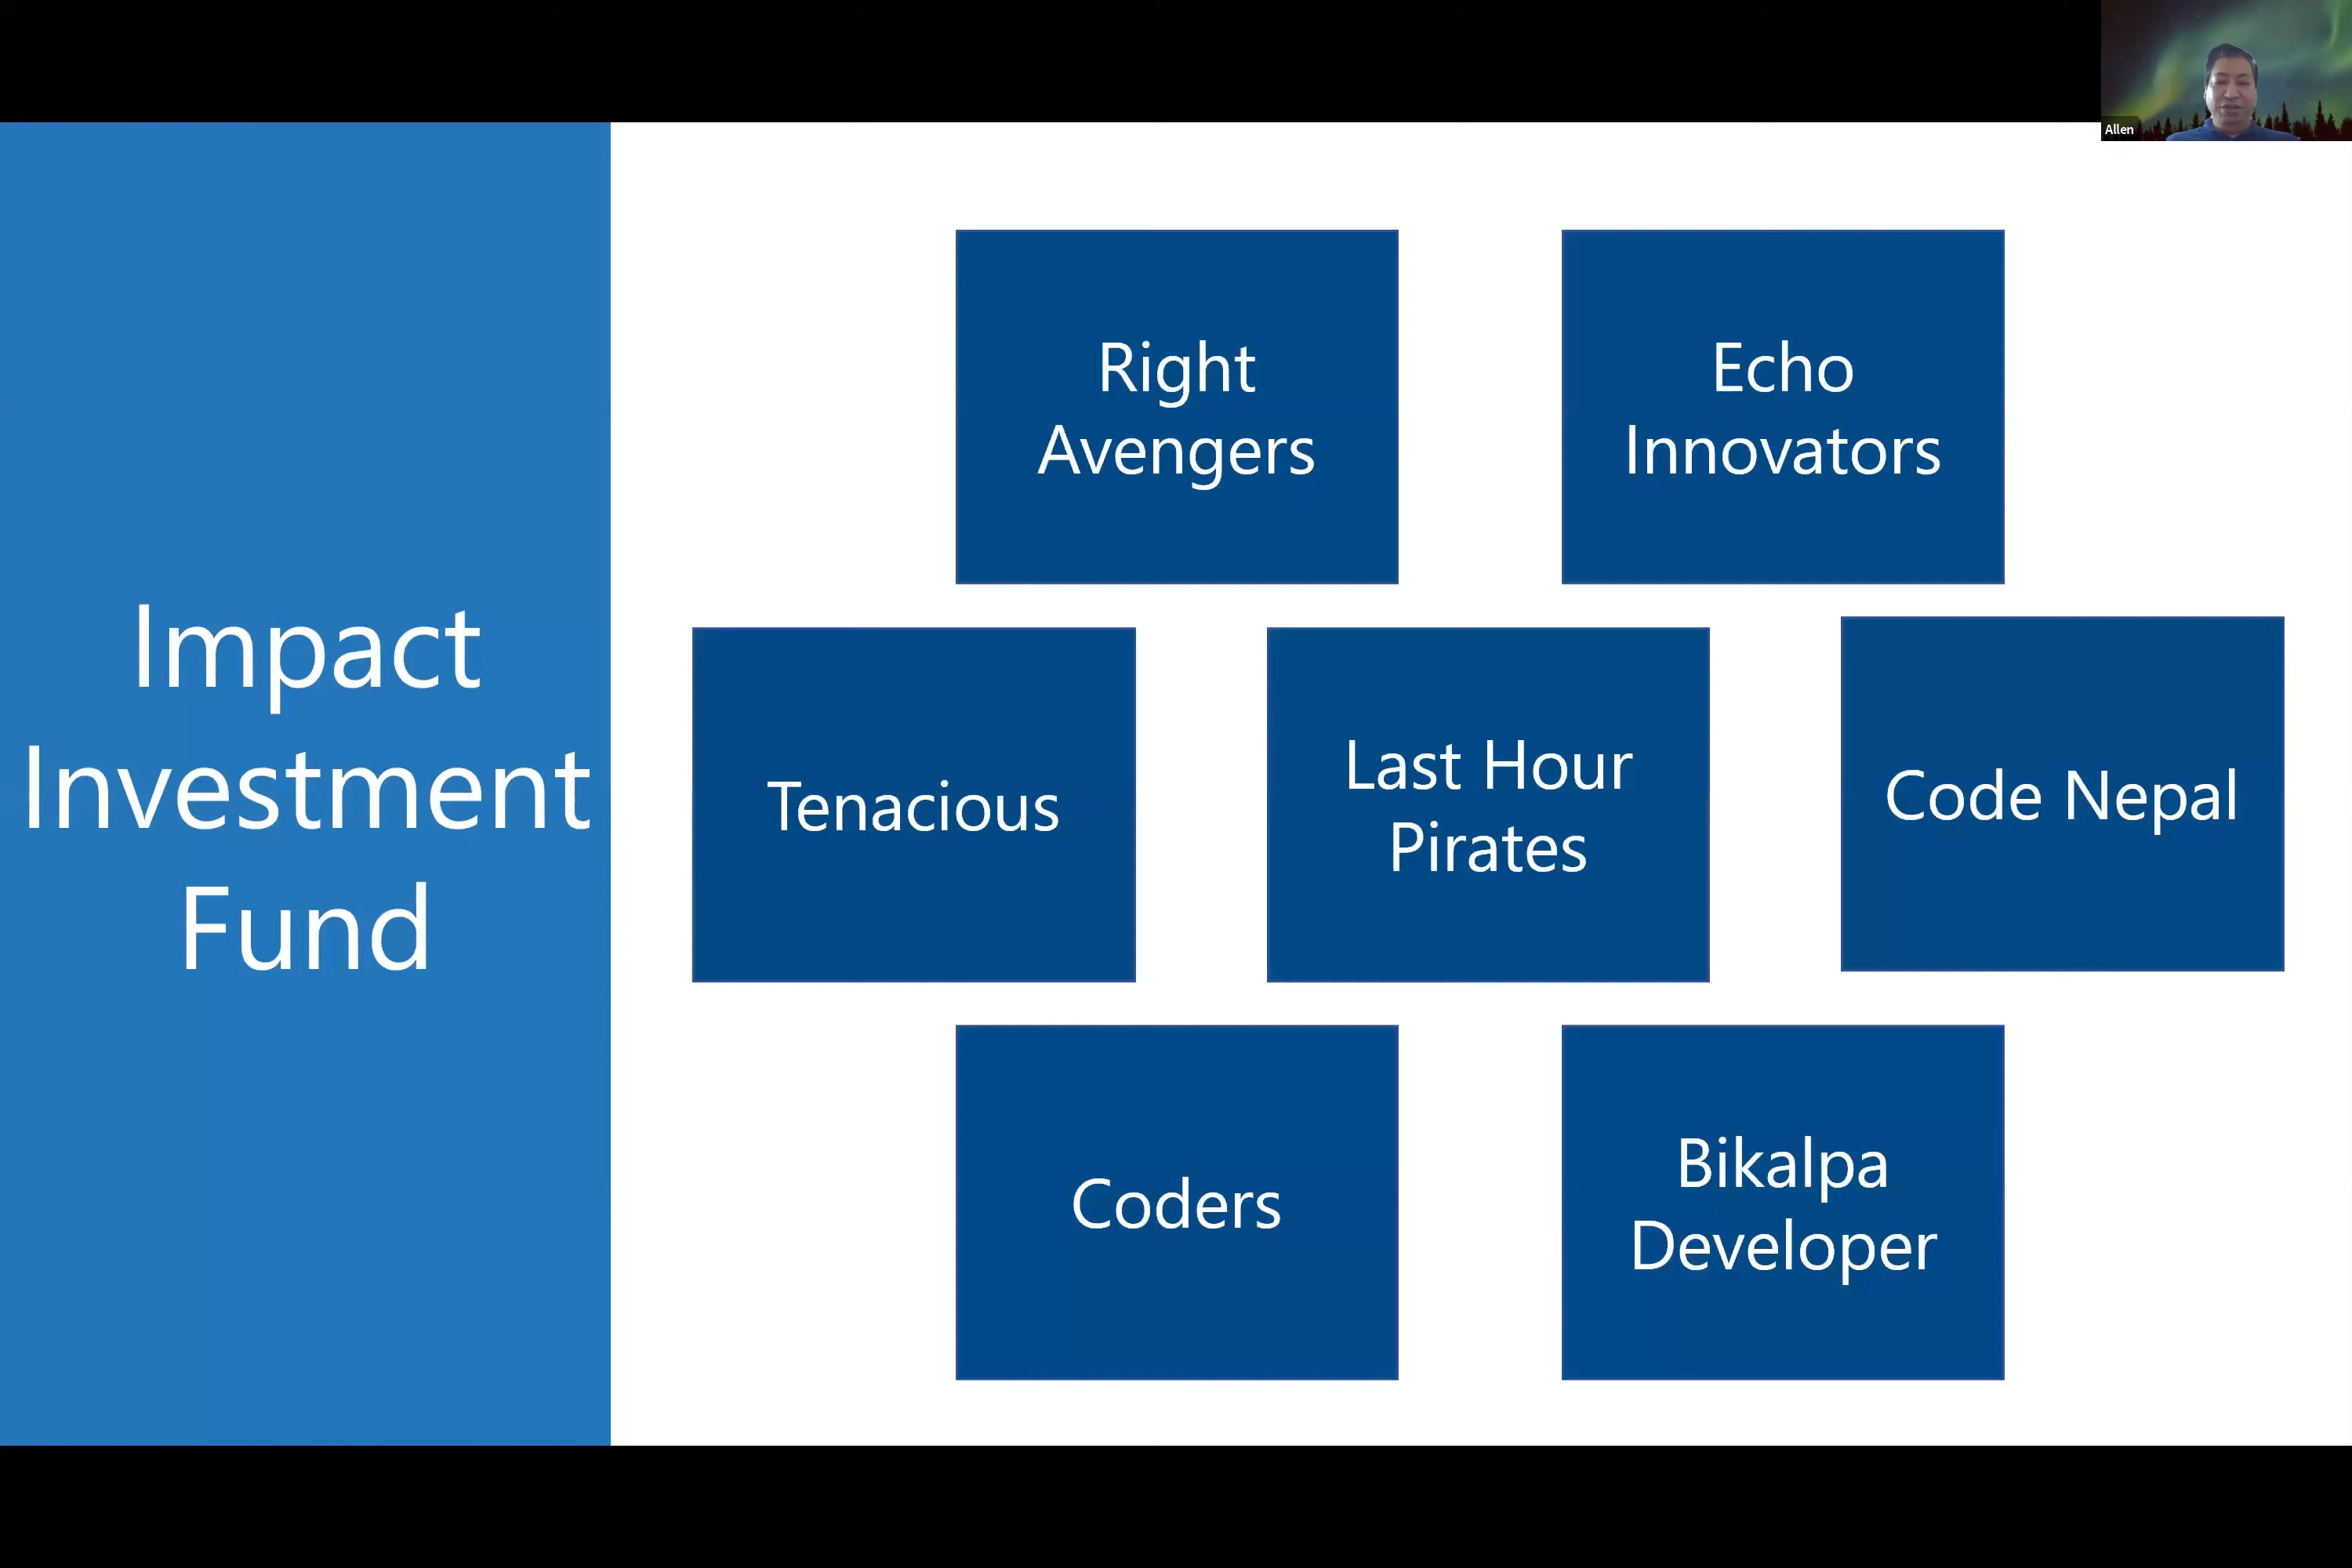 Allen
Impact
Investment
Fund
Right
Avengers
Echo
Innovators
Tenacious
Last Hour
Pirates
Code Nepal
Coders
Bikalpa
Developer